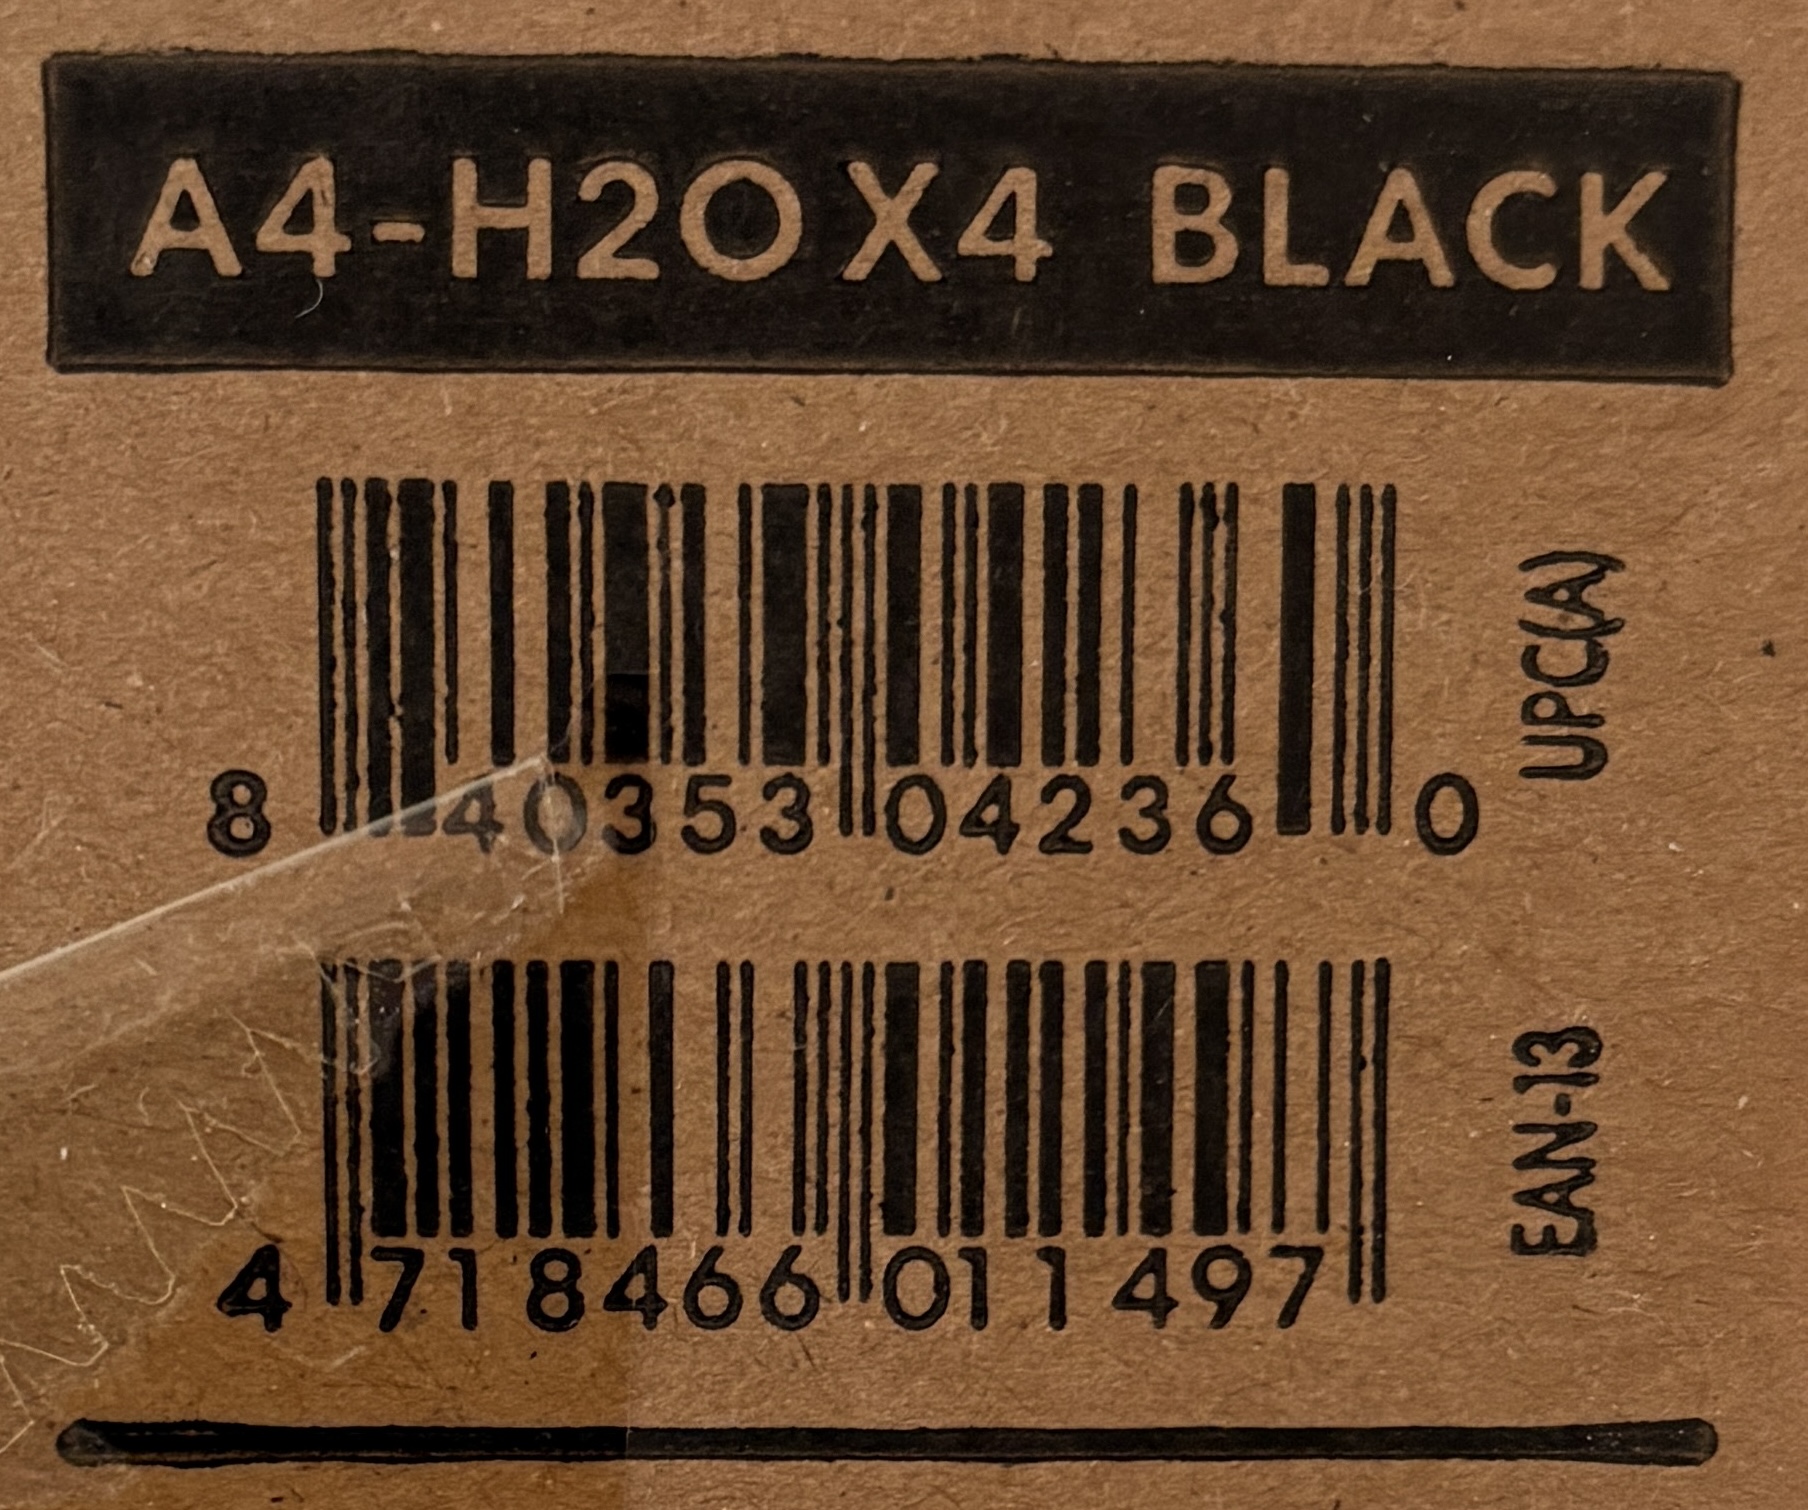 A4-H2O X4 BLACK
8 40353 04236 0
UPC(A)
4 718466 011497
EAN-13